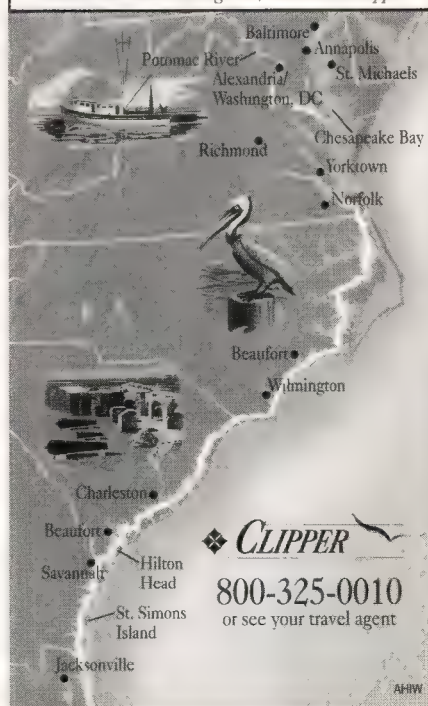 Baltimore
Annapolis
Potomac River
St. Michaels
Alexandria/
Washington, DC
Chesapeake Bay
Richmond
Yorktown
Norfolk
Beaufort
Wilmington
Charleston
Beaufort
CLIPPER
Savannah
Hilton
Head
800-325-0010
or see your travel agent
St. Simons
Island
Jacksonville
AHIW